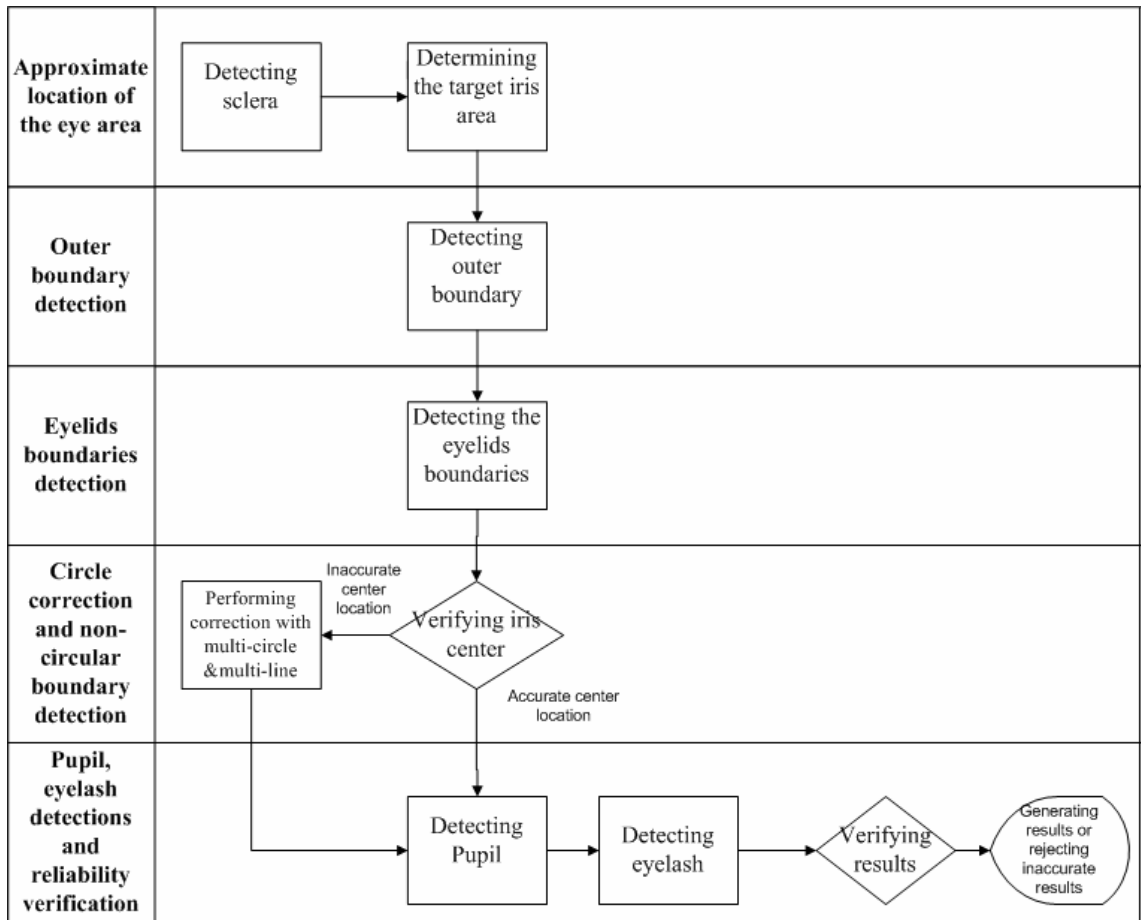 Approximate
location of
the eye area
Detecting
sclera
Determining
the target iris
area
Outer
boundary
detection
Detecting
outer
boundary
Eyelids
boundaries
detection
Detecting the
eyelids
boundaries
Circle
correction
and non-
circular
boundary
detection
Performing
correction with
multi-circle
&multi-line
Inaccurate
center
location
Verifying iris
center
Accurate center
location
Pupil,
eyelash
detections
and
reliability
verification
Detecting
Pupil
Detecting
eyelash
Verifying
results
Generating
results or
rejecting
inaccurate
results